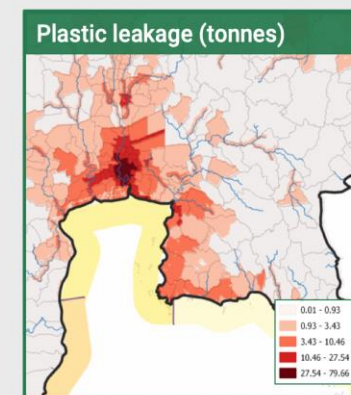 Plastic leakage (tonnes)
0.01 - 0.93
0.93 - 3.43
3.43 - 10.46
10.46 - 27.54
27.54 - 79.66